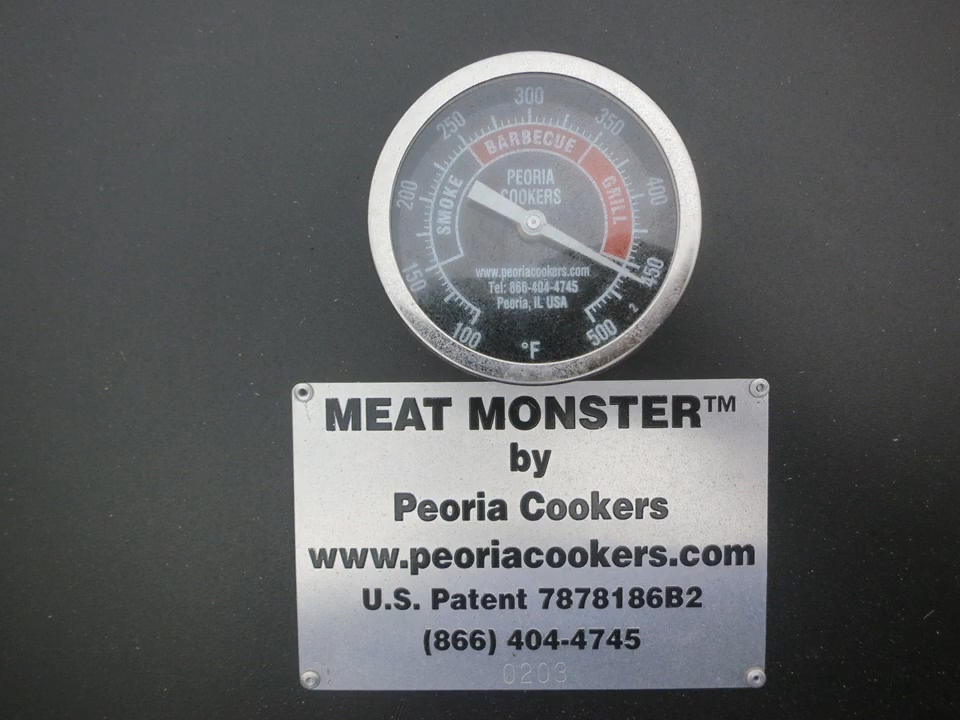 300
250
350
BARBECUE
200
SMOKE
PEORIA
COOKERS
GRILL
400
150
www.peoriacookers.com
Tel: 866-404-4745
Peoria, IL USA
450
100
°F
500
2
MEAT MONSTER™
by
Peoria Cookers
www.peoriacookers.com
U.S. Patent 7878186B2
(866) 404-4745
0203